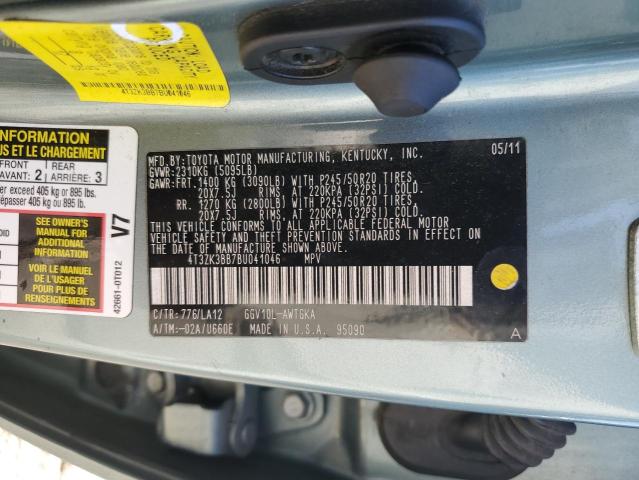 4T3ZK3BB7BU041046
INFORMATION
US ET DES
FRONT 2 REAR 3
AVANT ARRIÈRE
exceed 405 kg or 895 lbs.
dépasser 405 kg ou 895 lb.
SEE OWNER'S
MANUAL FOR
ADDITIONAL
INFORMATION
VOIR LE MANUEL
DE L'USAGER
POUR PLUS DE
RENSEIGNEMENTS
V7
42661-0T012
MFD.BY: TOYOTA MOTOR MANUFACTURING, KENTUCKY, INC. 05/11
GVWR: 2310KG (5095LB)
GAWR: FRT. 1400 KG (3090LB) WITH P245/50R20 TIRES
20X7.5J RIMS, AT 220KPA (32PSI) COLD.
RR. 1270 KG (2800LB) WITH P245/50R20 TIRES
20X7.5J RIMS, AT 220KPA (32PSI) COLD.
THIS VEHICLE CONFORMS TO ALL APPLICABLE FEDERAL MOTOR
VEHICLE SAFETY AND THEFT PREVENTION STANDARDS IN EFFECT
ON THE DATE OF MANUFACTURE SHOWN ABOVE.
4T3ZK3BB7BU041046 MPV
C/TR: 776/LA12 GGV10L-AWTGKA
A/TM:-02A/U660E MADE IN U.S.A. 95090 A